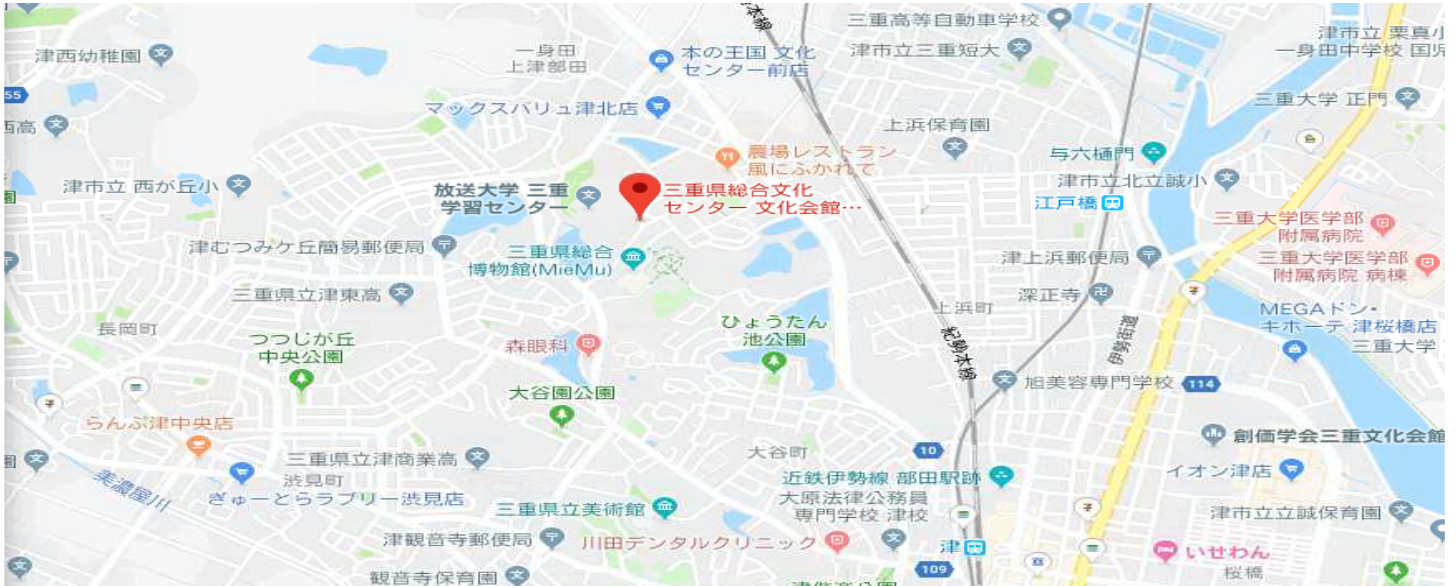 三重高等自動車学校
津西幼稚園
一身田
上津部田
本の王国 文化
センター前店
津市立三重短大
津市立 栗真小
一身田中学校
55
マックスバリュ津北店
三重大学 正門
西高
上浜保育園
農場レストラン
風にふかれて
与六樋門
津市立 西が丘小
放送大学 三重
学習センター
三重県総合文化
センター 文化会館…
津市立北立誠小
江戸橋
三重大学医学部
附属病院
津むつみケ丘簡易郵便局
三重県総合
博物館(MieMu)
津上浜郵便局
三重大学医学部
附属病院 病棟
三重県立津東高
深正寺
上浜町
MEGAドン・
キホーテ 津桜橋店
長岡町
つつじが丘
中央公園
ひょうたん
池公園
森眼科
紀勢本線
伊勢街道
三重大学
旭美容専門学校
114
大谷園公園
らんぷ津中央店
創価学会三重文化会館
大谷町
10
三重県立津商業高
渋見町
近鉄伊勢線 部田駅跡
イオン津店
美濃屋川
ぎゅーとらラブリー渋見店
大原法律公務員
専門学校 津校
三重県立美術館
津市立立誠保育園
津観音寺郵便局
川田デンタルクリニック
津
いせわん
桜橋
109
観音寺保育園